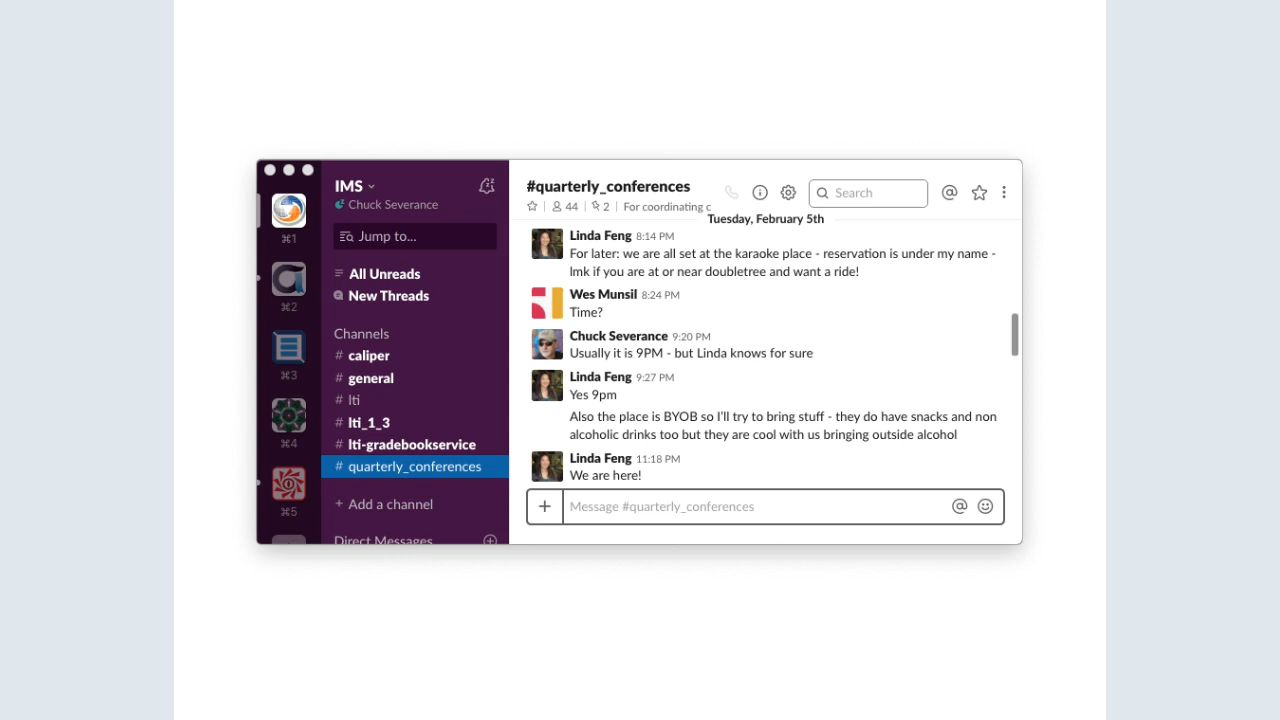 IMS
Chuck Severance
Jump to...
All Unreads
New Threads
Channels
# caliper
# general
# lti
# lti_1_3
# lti-gradebookservice
# quarterly_conferences
+ Add a channel
Direct Messages
⌘1
⌘2
⌘3
⌘4
⌘5
#quarterly_conferences
44 | 2 | For coordinating c
Search
Tuesday, February 5th
Linda Feng 8:14 PM
For later: we are all set at the karaoke place - reservation is under my name -
lmk if you are at or near doubletree and want a ride!
Wes Munsil 8:24 PM
Time?
Chuck Severance 9:20 PM
Usually it is 9PM - but Linda knows for sure
Linda Feng 9:27 PM
Yes 9pm
Also the place is BYOB so I'll try to bring stuff - they do have snacks and non
alcoholic drinks too but they are cool with us bringing outside alcohol
Linda Feng 11:18 PM
We are here!
Message #quarterly_conferences